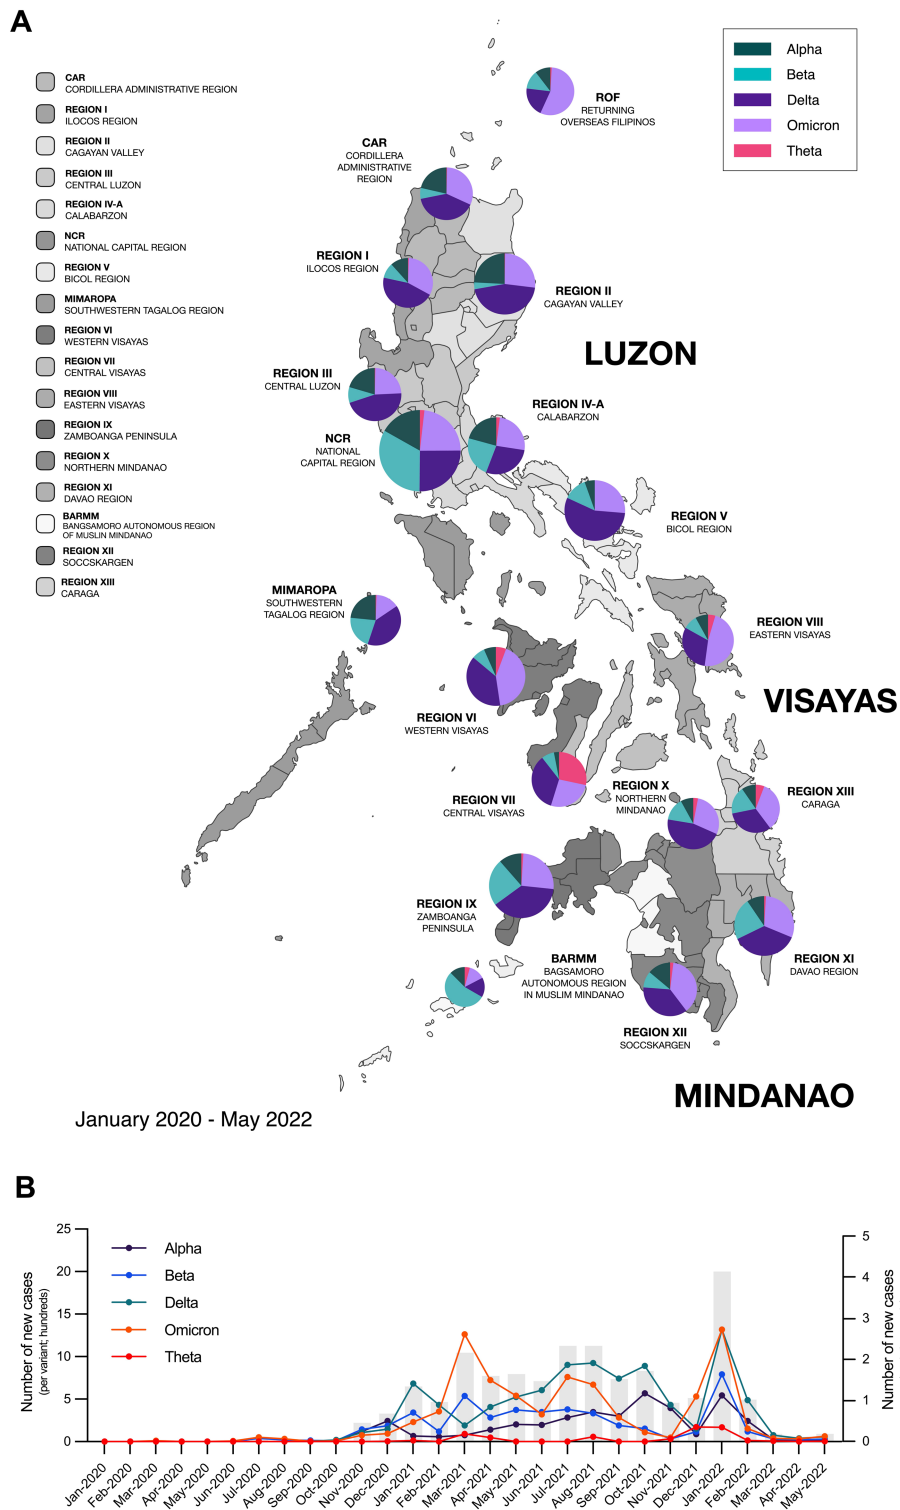 A
Alpha
Beta
Delta
Omicron
Theta
CAR
CORDILLERA ADMINISTRATIVE REGION
REGION I
ILOCOS REGION
REGION II
CAGAYAN VALLEY
REGION III
CENTRAL LUZON
REGION IV-A
CALABARZON
NCR
NATIONAL CAPITAL REGION
REGION V
BICOL REGION
MIMAROPA
SOUTHWESTERN TAGALOG REGION
REGION VI
WESTERN VISAYAS
REGION VII
CENTRAL VISAYAS
REGION VIII
EASTERN VISAYAS
REGION IX
ZAMBOANGA PENINSULA
REGION X
NORTHERN MINDANAO
REGION XI
DAVAO REGION
BARMM
BANGSAMORO AUTONOMOUS REGION
OF MUSLIN MINDANAO
REGION XII
SOCCSKARGEN
REGION XIII
CARAGA
ROF
RETURNING
OVERSEAS FILIPINOS
CAR
CORDILLERA
ADMINISTRATIVE
REGION
REGION I
ILOCOS REGION
REGION II
CAGAYAN VALLEY
LUZON
REGION III
CENTRAL LUZON
REGION IV-A
CALABARZON
NCR
NATIONAL
CAPITAL REGION
REGION V
BICOL REGION
MIMAROPA
SOUTHWESTERN
TAGALOG REGION
REGION VIII
EASTERN VISAYAS
VISAYAS
REGION VI
WESTERN VISAYAS
REGION VII
CENTRAL VISAYAS
REGION X
NORTHERN
MINDANAO
REGION XIII
CARAGA
REGION IX
ZAMBOANGA
PENINSULA
BARMM
BAGSAMORO
AUTONOMOUS REGION
IN MUSLIM MINDANAO
REGION XI
DAVAO REGION
REGION XII
SOCCSKARGEN
MINDANAO
January 2020 - May 2022
B
Number of new cases
(per variant; hundreds)
25
20
15
10
5
0
Alpha
Beta
Delta
Omicron
Theta
5
4
3
2
1
0
Number of new cases
Jan-2020
Feb-2020
Mar-2020
Apr-2020
May-2020
Jun-2020
Jul-2020
Aug-2020
Sep-2020
Oct-2020
Nov-2020
Dec-2020
Jan-2021
Feb-2021
Mar-2021
Apr-2021
May-2021
Jun-2021
Jul-2021
Aug-2021
Sep-2021
Oct-2021
Nov-2021
Dec-2021
Jan-2022
Feb-2022
Mar-2022
Apr-2022
May-2022